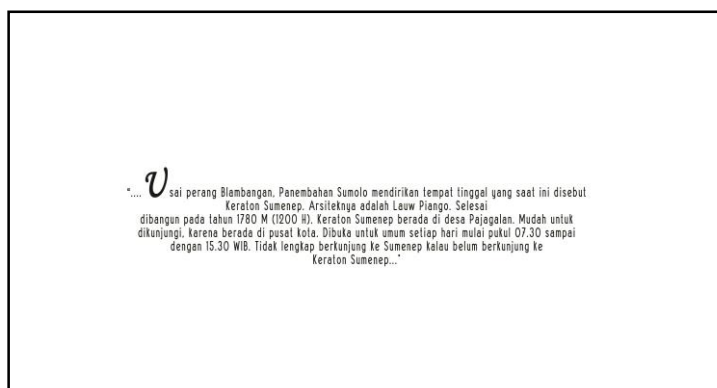 ".... Usai perang Blambangan, Panembahan Sumolo mendirikan tempat tinggal yang saat ini disebut
Keraton Sumenep. Arsiteknya adalah Lauw Piango. Selesai
dibangun pada tahun 1780 M (1200 H). Keraton Sumenep berada di desa Pajagalan. Mudah untuk
dikunjungi, karena berada di pusat kota. Dibuka untuk umum setiap hari mulai pukul 07.30 sampai
dengan 15.30 WIB. Tidak lengkap berkunjung ke Sumenep kalau belum berkunjung ke
Keraton Sumenep..."